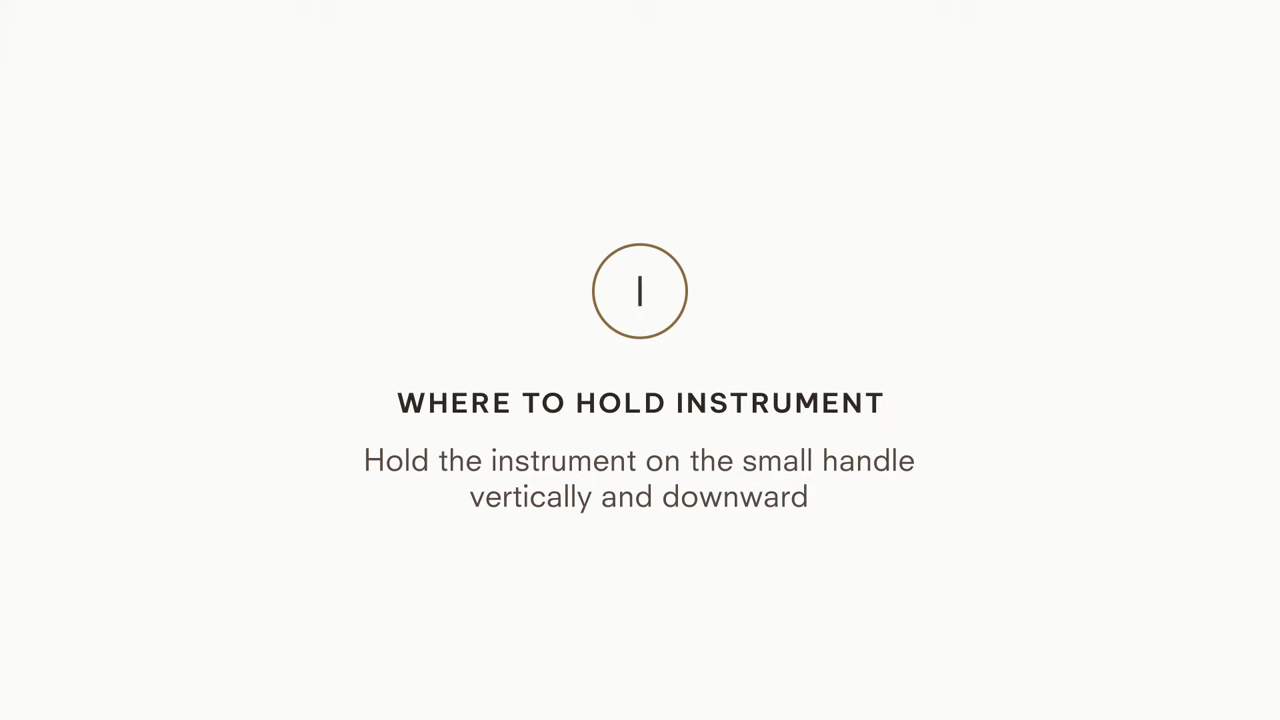 I
WHERE TO HOLD INSTRUMENT
Hold the instrument on the small handle
vertically and downward